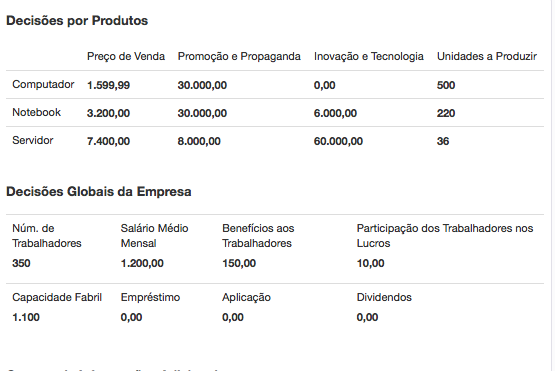 Decisões por Produtos
Preço de Venda Promoção e Propaganda Inovação e Tecnologia Unidades a Produzir
Computador 1.599,99 30.000,00 0,00 500
Notebook 3.200,00 30.000,00 6.000,00 220
Servidor 7.400,00 8.000,00 60.000,00 36
Decisões Globais da Empresa
Núm. de Salário Médio Benefícios aos Participação dos Trabalhadores nos
Trabalhadores Mensal Trabalhadores Lucros
350 1.200,00 150,00 10,00
Capacidade Fabril Empréstimo Aplicação Dividendos
1.100 0,00 0,00 0,00